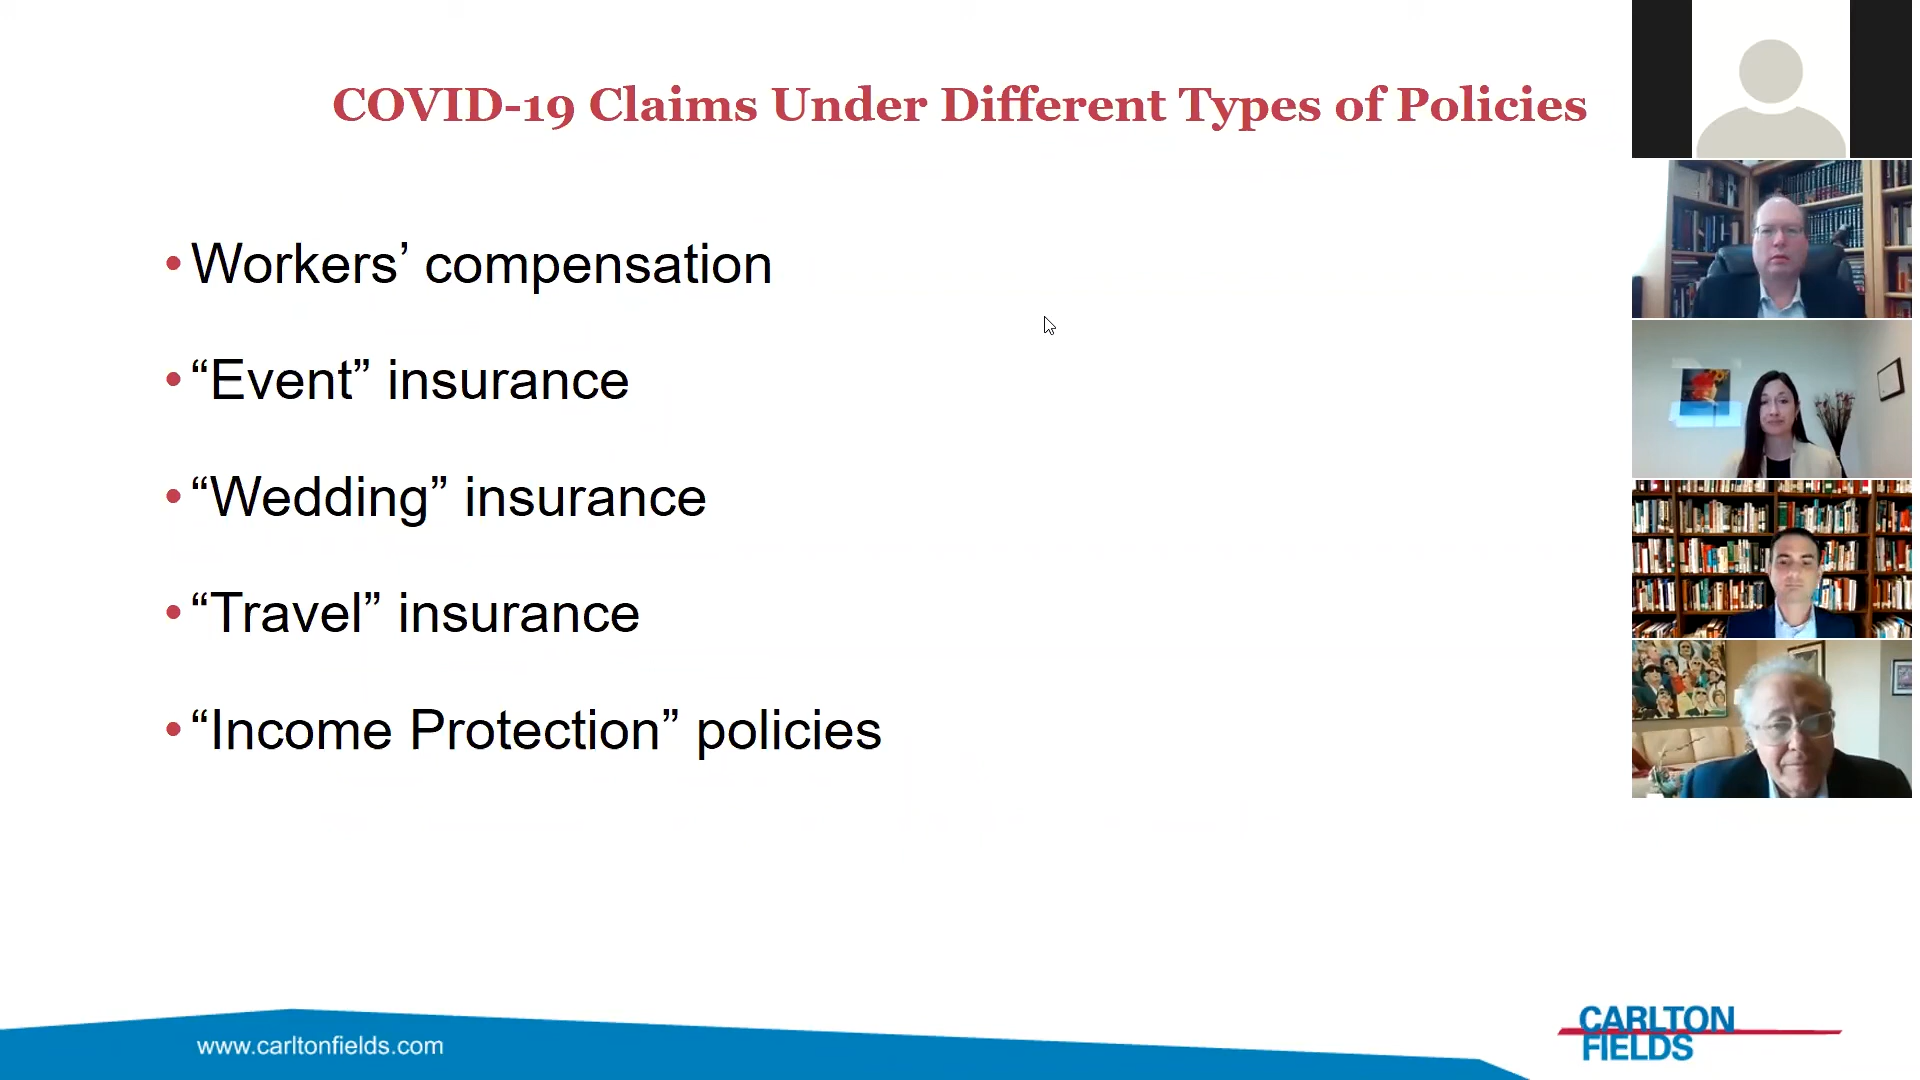 COVID-19 Claims Under Different Types of Policies
•Workers’ compensation
•“Event” insurance
•“Wedding” insurance
•“Travel” insurance
•“Income Protection” policies
www.carltonfields.com
CARLTON
FIELDS